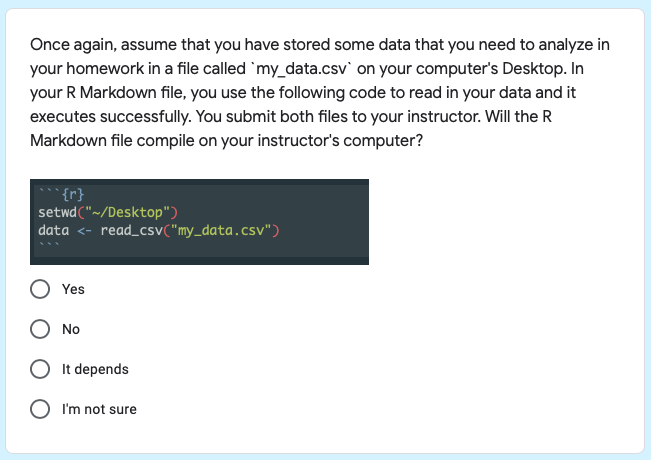 Once again, assume that you have stored some data that you need to analyze in
your homework in a file called `my_data.csv` on your computer's Desktop. In
your R Markdown file, you use the following code to read in your data and it
executes successfully. You submit both files to your instructor. Will the R
Markdown file compile on your instructor's computer?
```{r}
setwd("~/Desktop")
data <- read_csv("my_data.csv")
```
Yes
No
It depends
I'm not sure